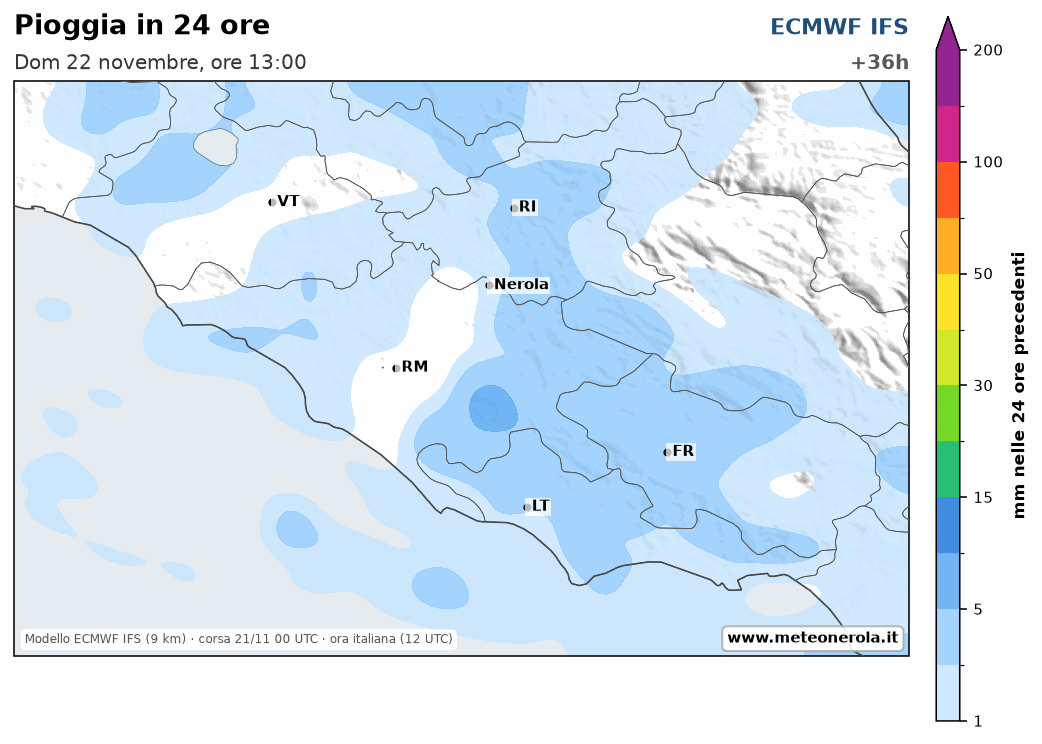 Pioggia in 24 ore
ECMWF IFS
Dom 22 novembre, ore 13:00
+36h
VT
RI
Nerola
RM
FR
LT
Modello ECMWF IFS (9 km) · corsa 21/11 00 UTC · ora italiana (12 UTC)
www.meteonerola.it
200
100
50
30
15
5
1
mm nelle 24 ore precedenti